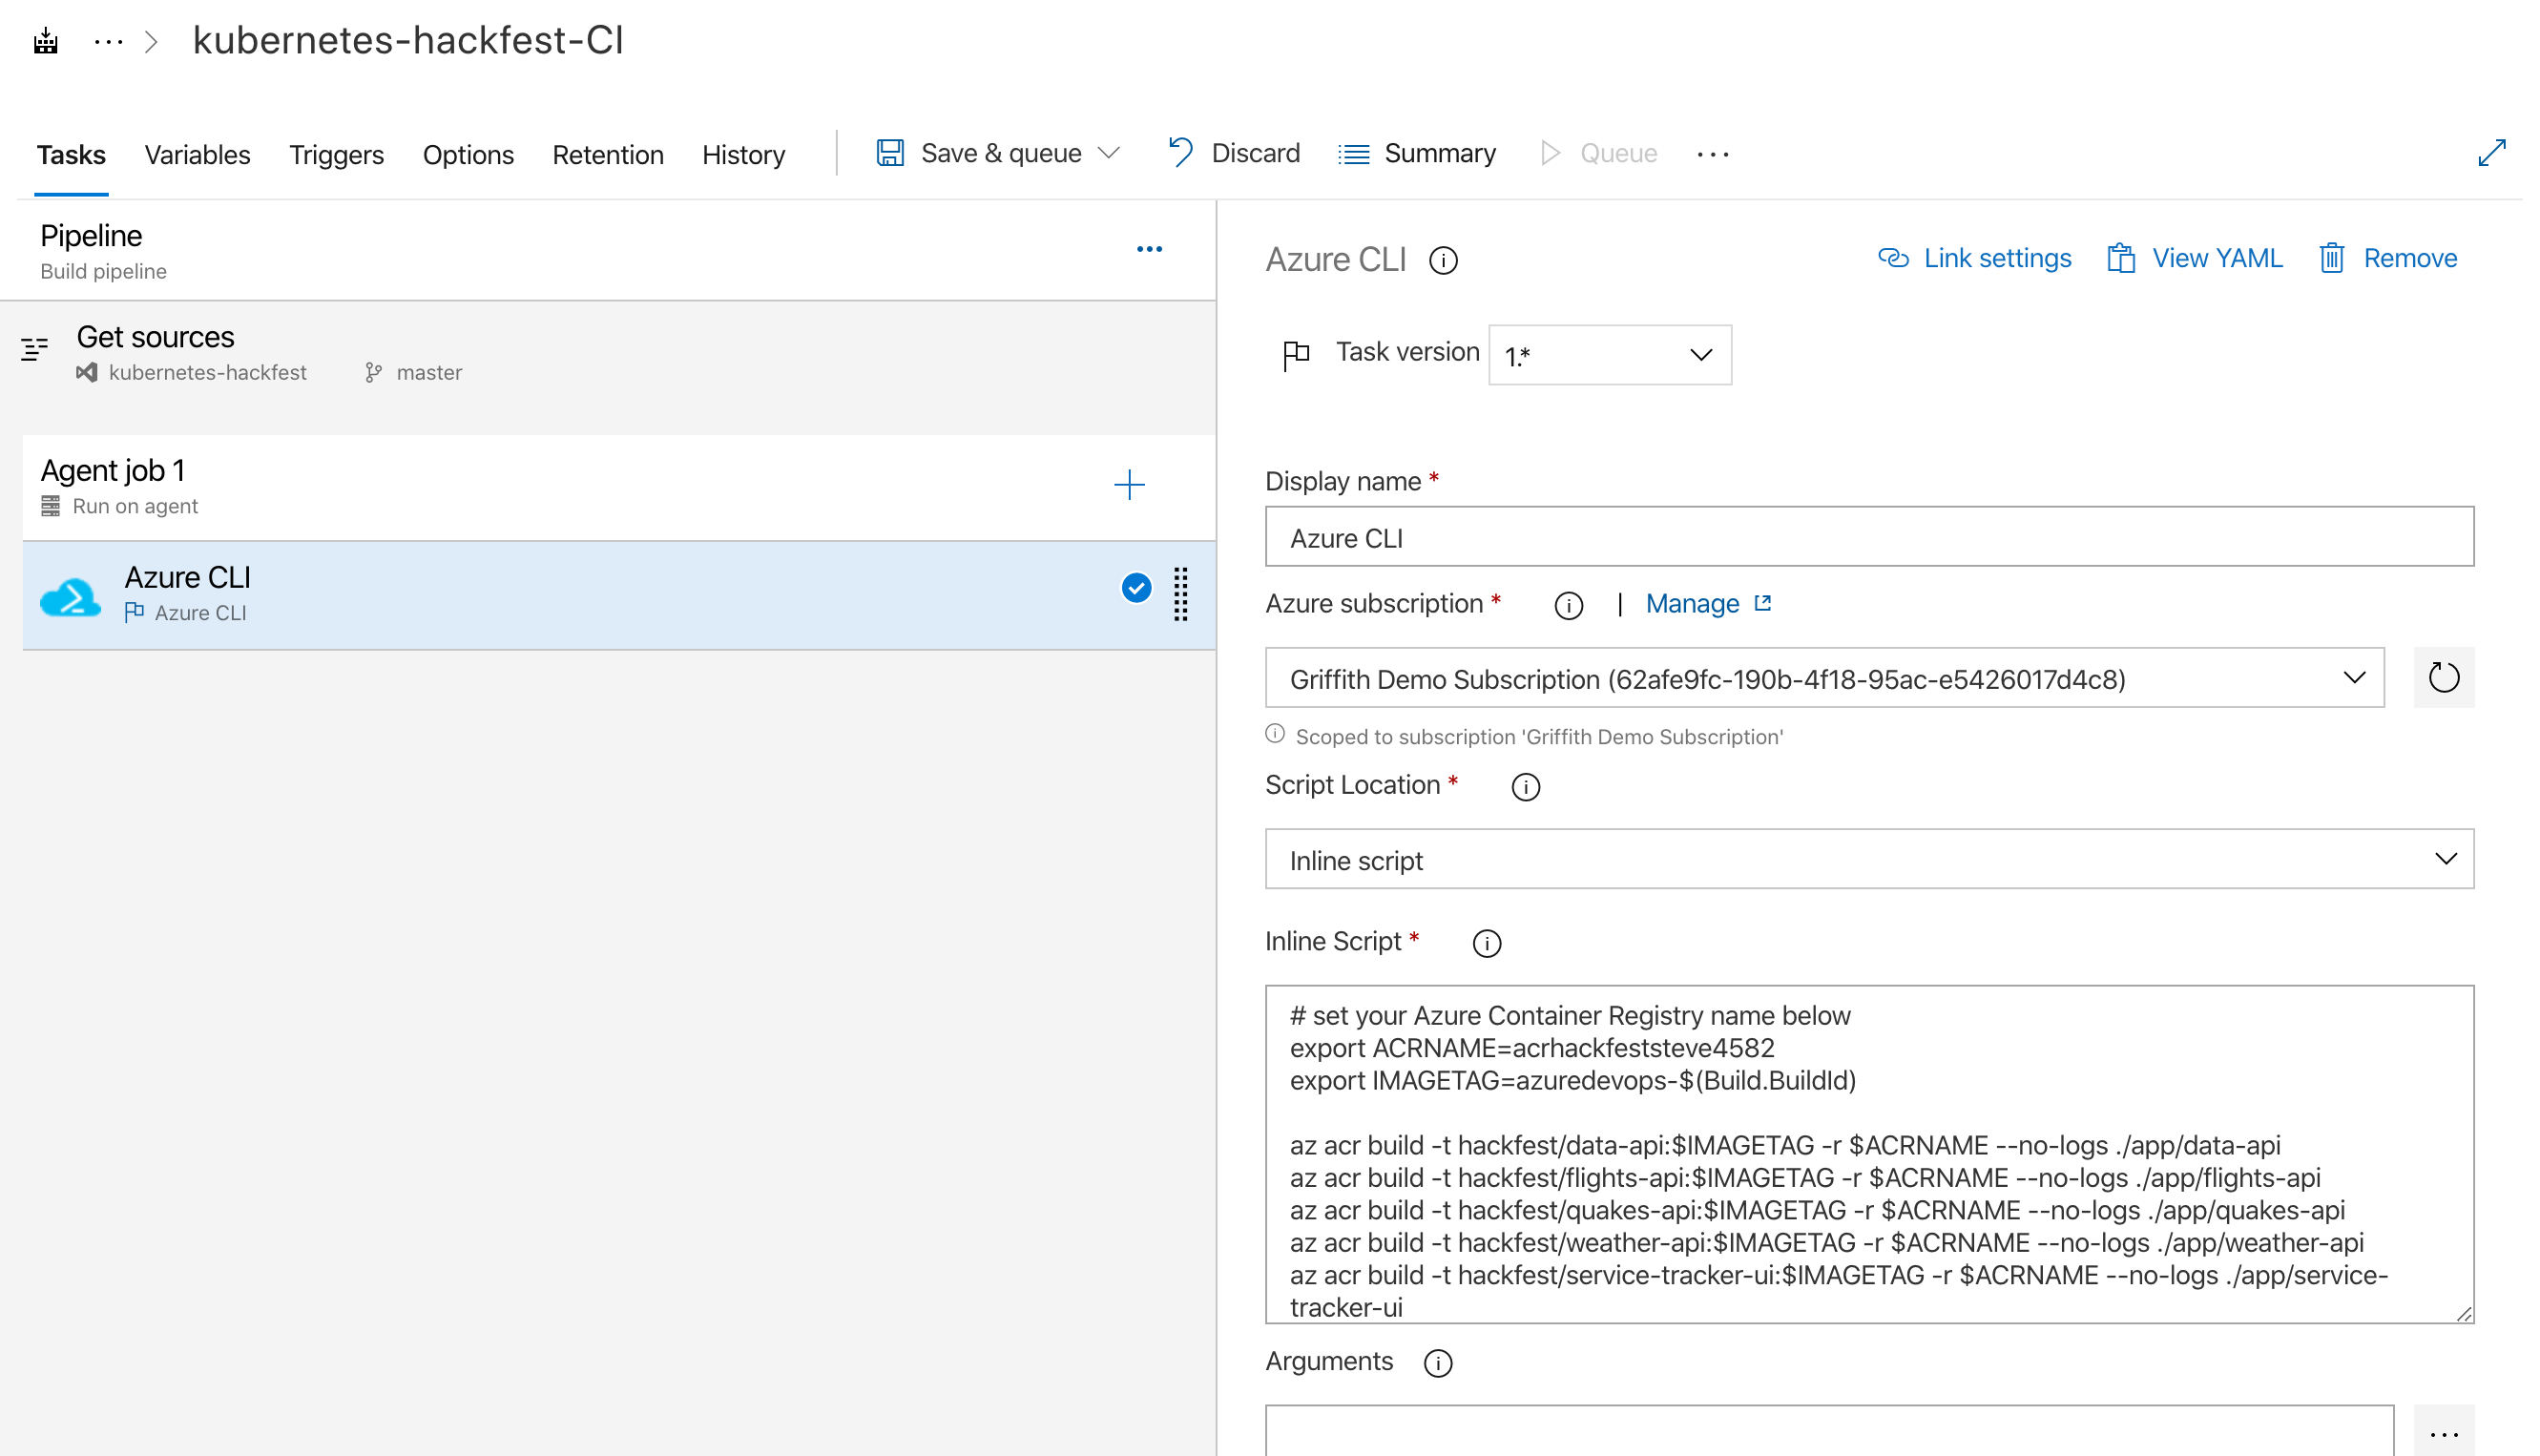 kubernetes-hackfest-CI
Tasks Variables Triggers Options Retention History Save & queue Discard Summary Queue
Pipeline
Build pipeline
Get sources
kubernetes-hackfest master
Agent job 1
Run on agent
Azure CLI
Azure CLI
Azure CLI
Link settings View YAML Remove
Task version 1.*
Display name *
Azure CLI
Azure subscription * | Manage
Griffith Demo Subscription (62afe9fc-190b-4f18-95ac-e5426017d4c8)
Scoped to subscription 'Griffith Demo Subscription'
Script Location *
Inline script
Inline Script *
# set your Azure Container Registry name below
export ACRNAME=acrhackfeststeve4582
export IMAGETAG=azuredevops-$(Build.BuildId)
az acr build -t hackfest/data-api:$IMAGETAG -r $ACRNAME --no-logs ./app/data-api
az acr build -t hackfest/flights-api:$IMAGETAG -r $ACRNAME --no-logs ./app/flights-api
az acr build -t hackfest/quakes-api:$IMAGETAG -r $ACRNAME --no-logs ./app/quakes-api
az acr build -t hackfest/weather-api:$IMAGETAG -r $ACRNAME --no-logs ./app/weather-api
az acr build -t hackfest/service-tracker-ui:$IMAGETAG -r $ACRNAME --no-logs ./app/service-
tracker-ui
Arguments